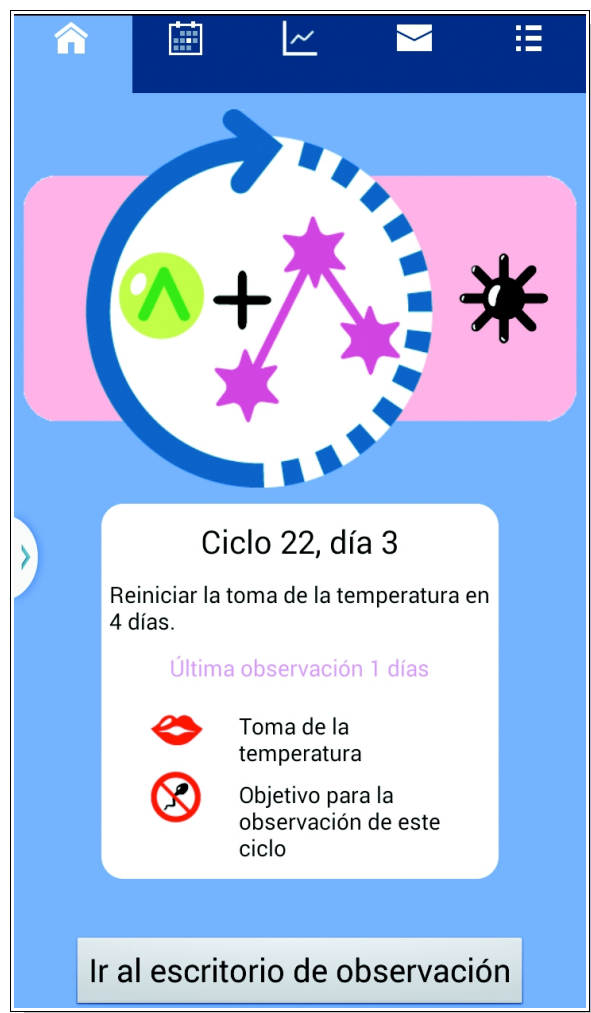 Ciclo 22, día 3
Reiniciar la toma de la temperatura en
4 días.
Última observación 1 días
Toma de la
temperatura
Objetivo para la
observación de este
ciclo
Ir al escritorio de observación